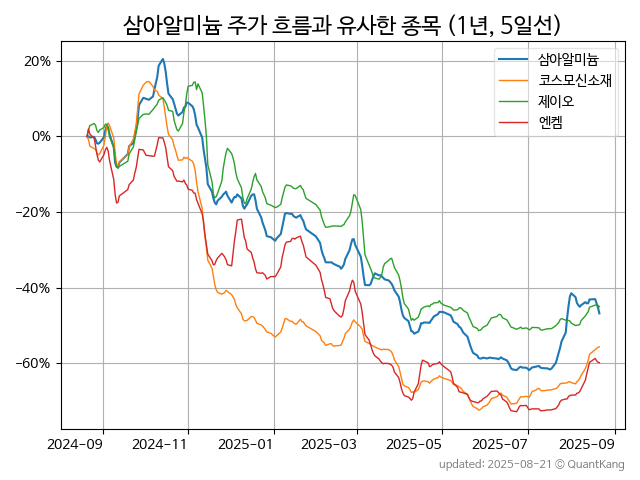 삼아알미늄 주가 흐름과 유사한 종목 (1년, 5일선)
삼아알미늄
코스모신소재
제이오
엔켐
20%
0%
−20%
−40%
−60%
2024−09 2024−11 2025−01 2025−03 2025−05 2025−07 2025−09
updated: 2025-08-21 © QuantKang